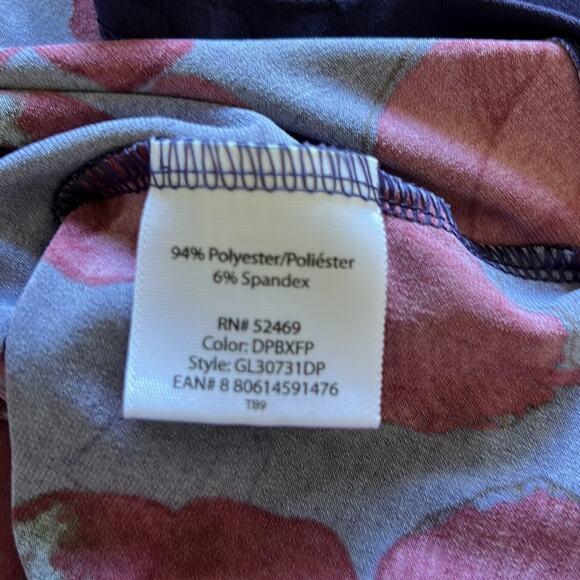 94% Polyester/Poliéster
6% Spandex
RN# 52469
Color: DPBXFP
Style: GL30731DP
EAN# 8 80614591476
TB9